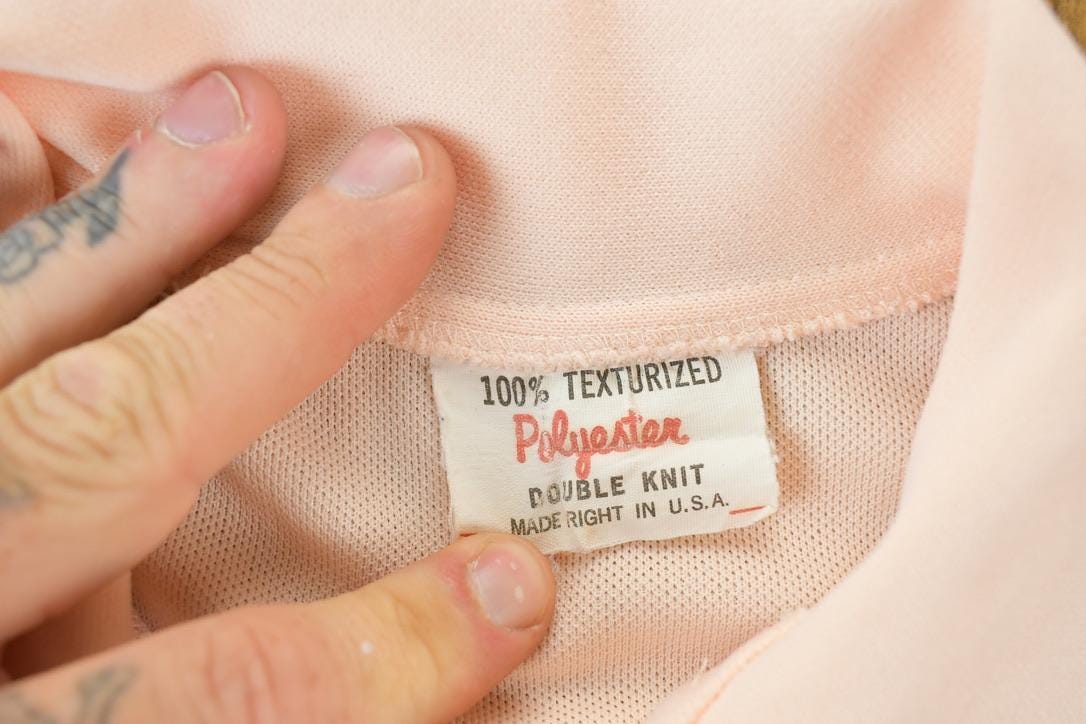 100% TEXTURIZED
Polyester
DOUBLE KNIT
MADE RIGHT IN U.S.A.